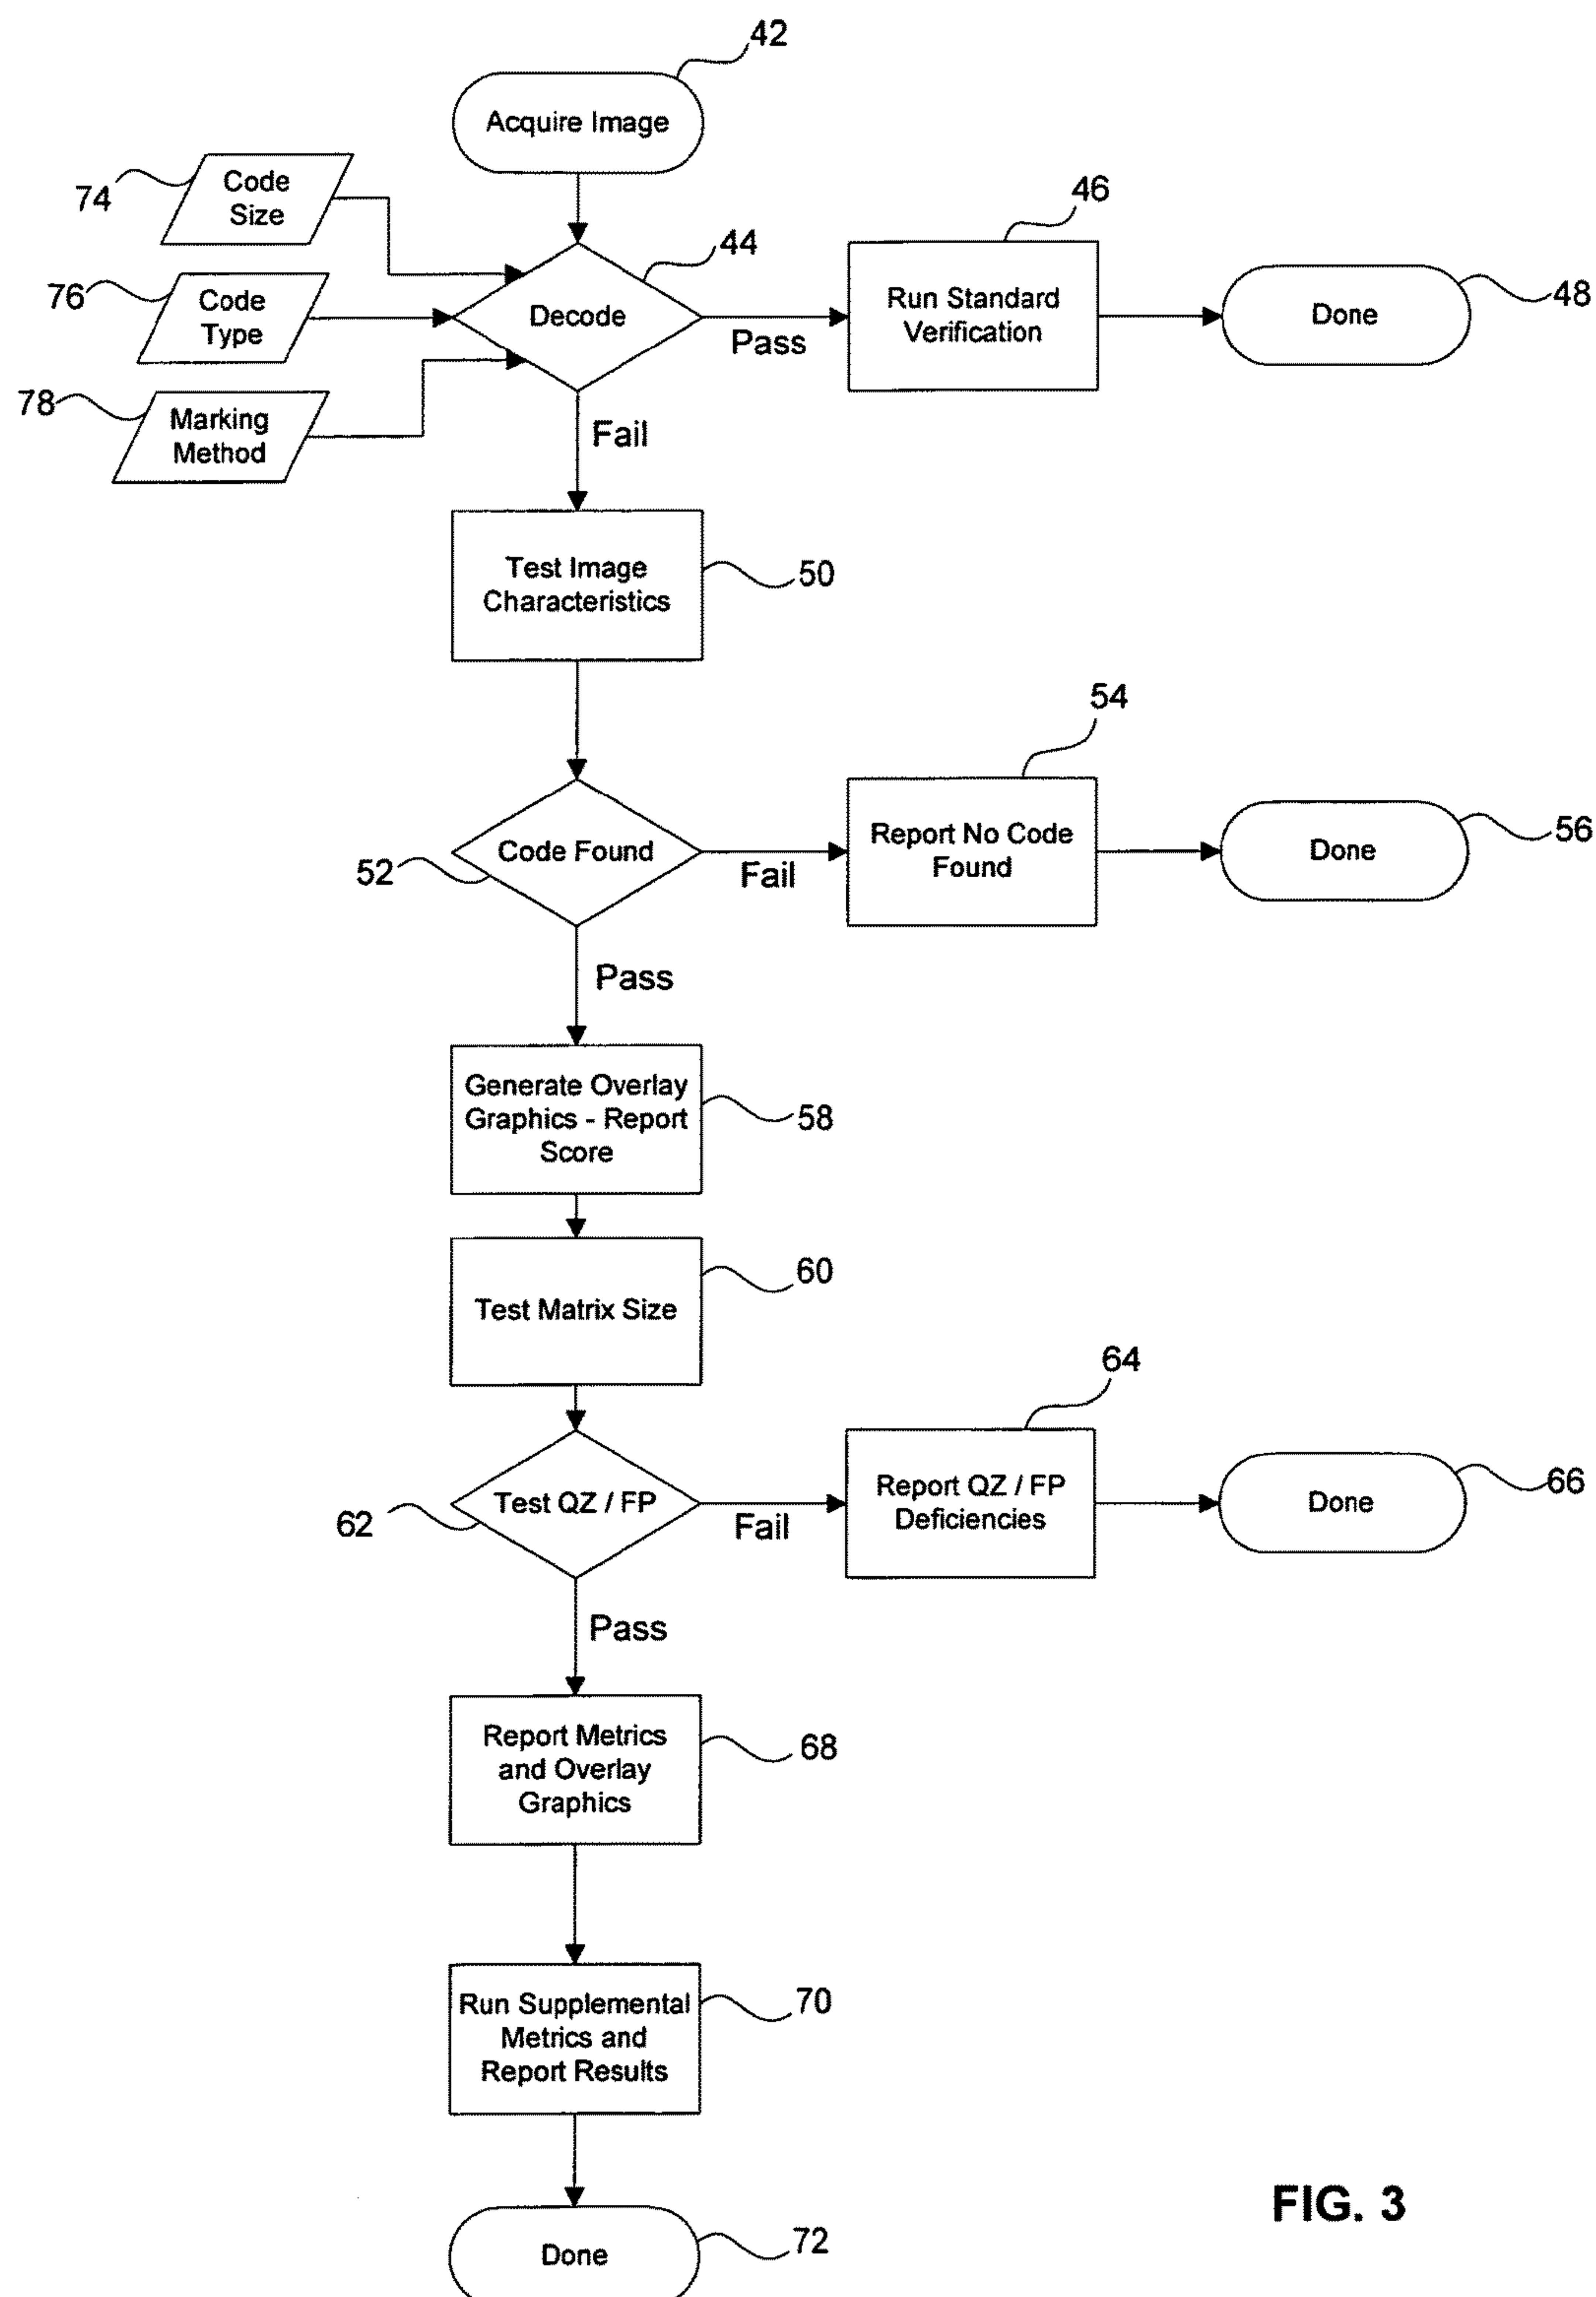 42
Acquire Image
74
Code
Size
46
44
76
Code
Type
Decode
Pass
Run Standard
Verification
Done
48
78
Marking
Method
Fail
Test Image
Characteristics
50
54
52
Code Found
Fail
Report No Code
Found
Done
56
Pass
Generate Overlay
Graphics - Report
Score
58
60
Test Matrix Size
64
62
Test QZ / FP
Fail
Report QZ / FP
Deficiencies
Done
66
Pass
Report Metrics
and Overlay
Graphics
68
Run Supplemental
Metrics and
Report Results
70
Done
72
FIG. 3